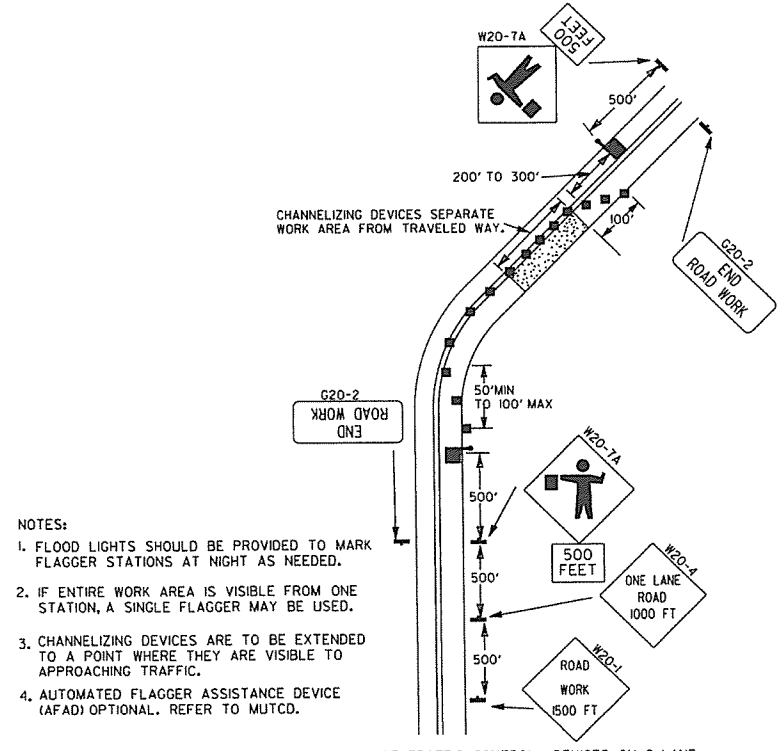 W20-7A
500
FEET
500'
200' TO 300'
CHANNELIZING DEVICES SEPARATE
WORK AREA FROM TRAVELED WAY.
100'
G20-2
END
ROAD WORK
G20-2
END
ROAD WORK
50'MIN
TO 100' MAX
W20-7A
500'
500
FEET
500'
W20-4
ONE LANE
ROAD
1000 FT
500'
W20-1
ROAD
WORK
1500 FT
NOTES:
1. FLOOD LIGHTS SHOULD BE PROVIDED TO MARK
FLAGGER STATIONS AT NIGHT AS NEEDED.
2. IF ENTIRE WORK AREA IS VISIBLE FROM ONE
STATION, A SINGLE FLAGGER MAY BE USED.
3. CHANNELIZING DEVICES ARE TO BE EXTENDED
TO A POINT WHERE THEY ARE VISIBLE TO
APPROACHING TRAFFIC.
4. AUTOMATED FLAGGER ASSISTANCE DEVICE
(AFAD) OPTIONAL. REFER TO MUTCD.